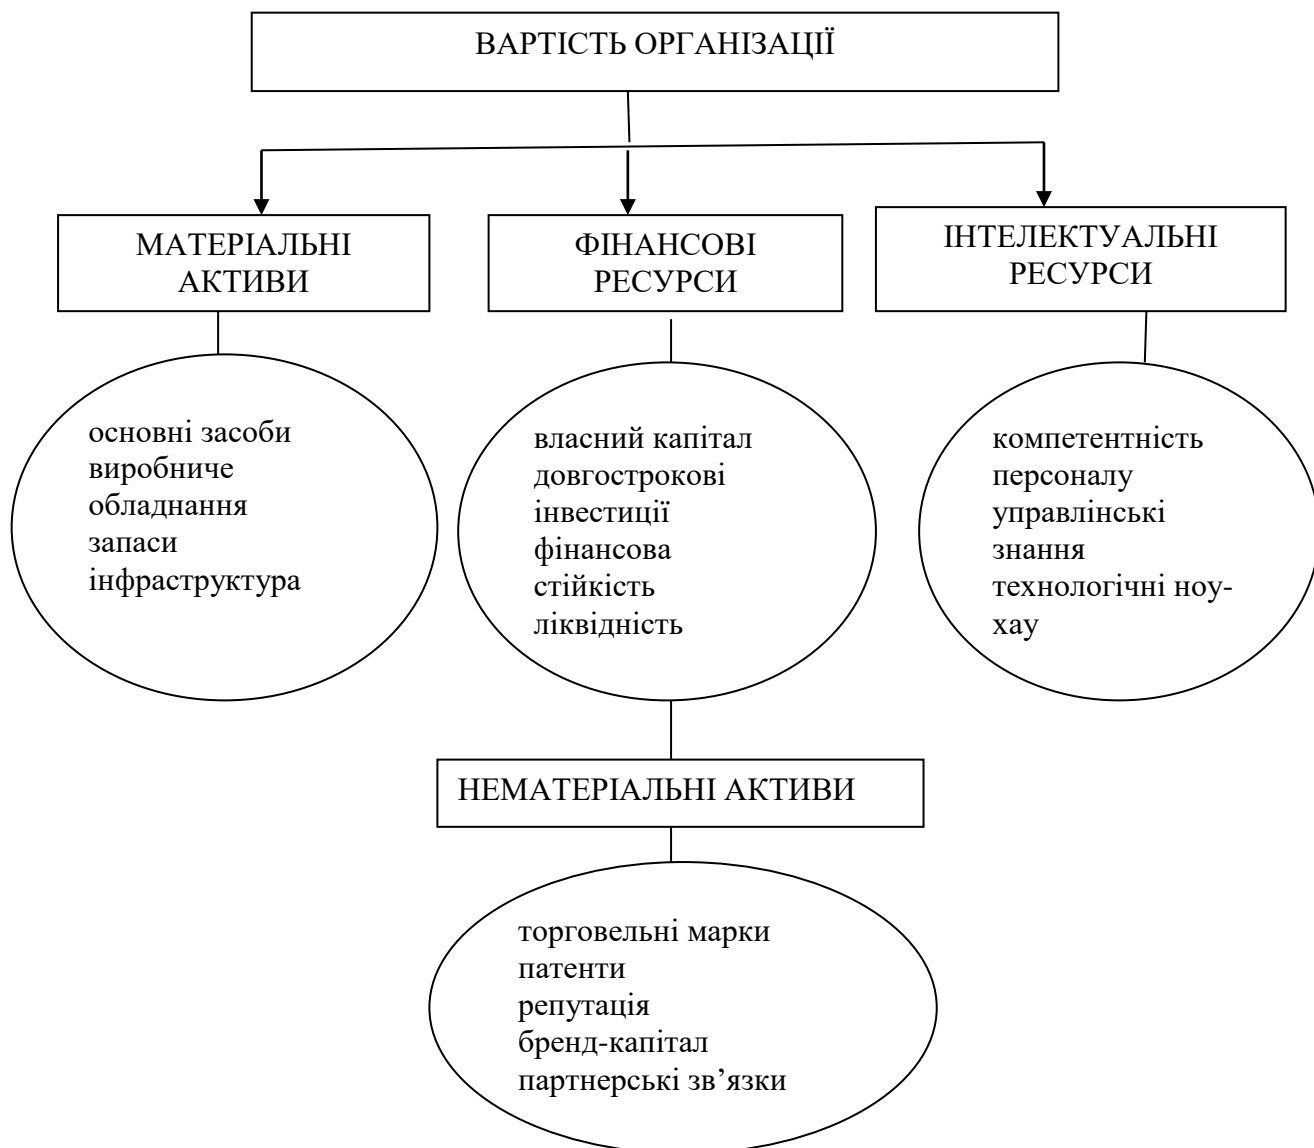 ВАРТІСТЬ ОРГАНІЗАЦІЇ
МАТЕРІАЛЬНІ
АКТИВИ
ФІНАНСОВІ
РЕСУРСИ
ІНТЕЛЕКТУАЛЬНІ
РЕСУРСИ
основні засоби
виробниче
обладнання
запаси
інфраструктура
власний капітал
довгострокові
інвестиції
фінансова
стійкість
ліквідність
компетентність
персоналу
управлінські
знання
технологічні ноу-
хау
НЕМАТЕРІАЛЬНІ АКТИВИ
торговельні марки
патенти
репутація
бренд-капітал
партнерські зв’язки